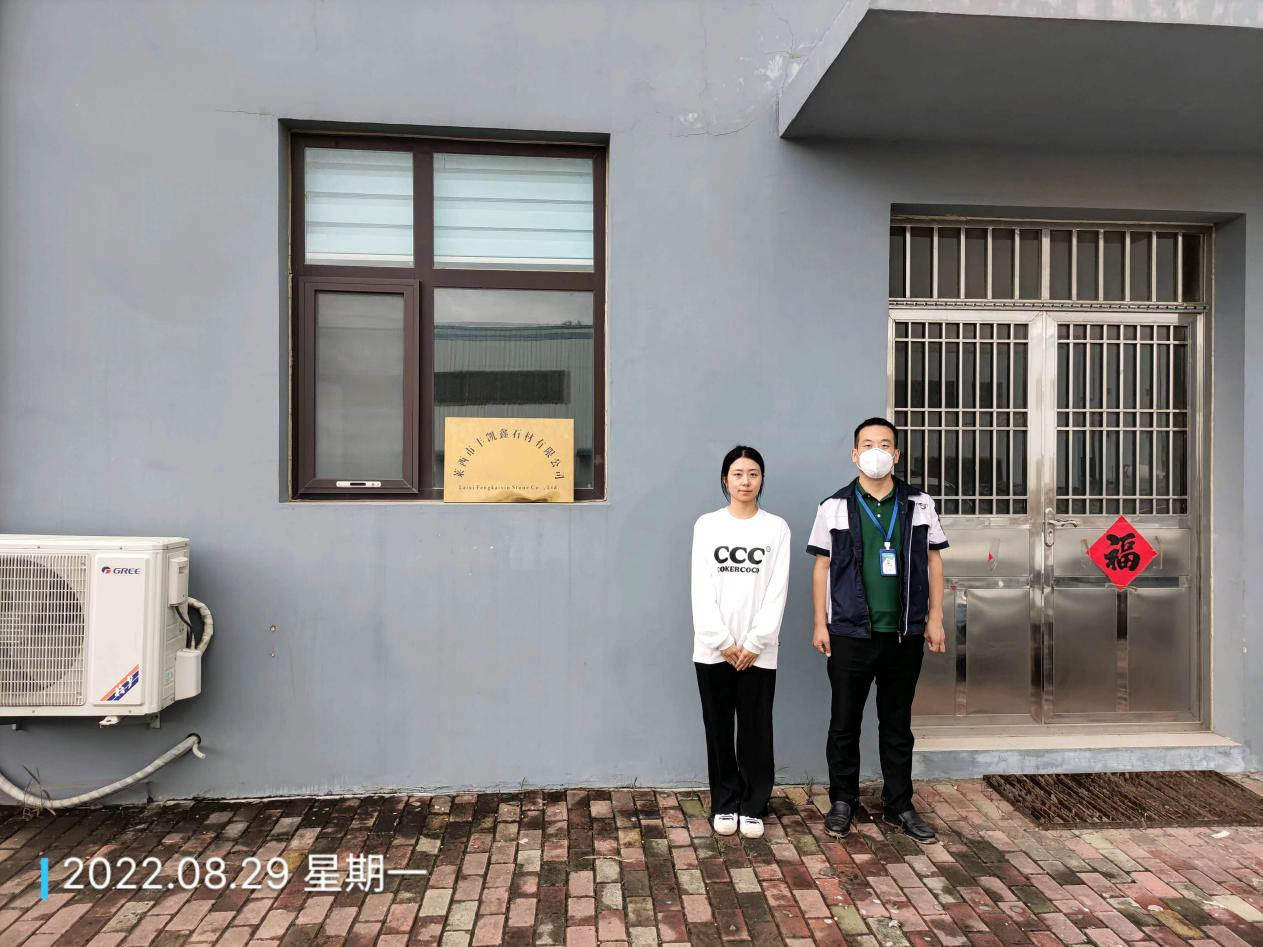 莱西市丰凯鑫石材有限公司
Laixi Fengkaixin Stone Co., Ltd.
GREE
CCC
COKERCOCO
福
2022.08.29 星期一